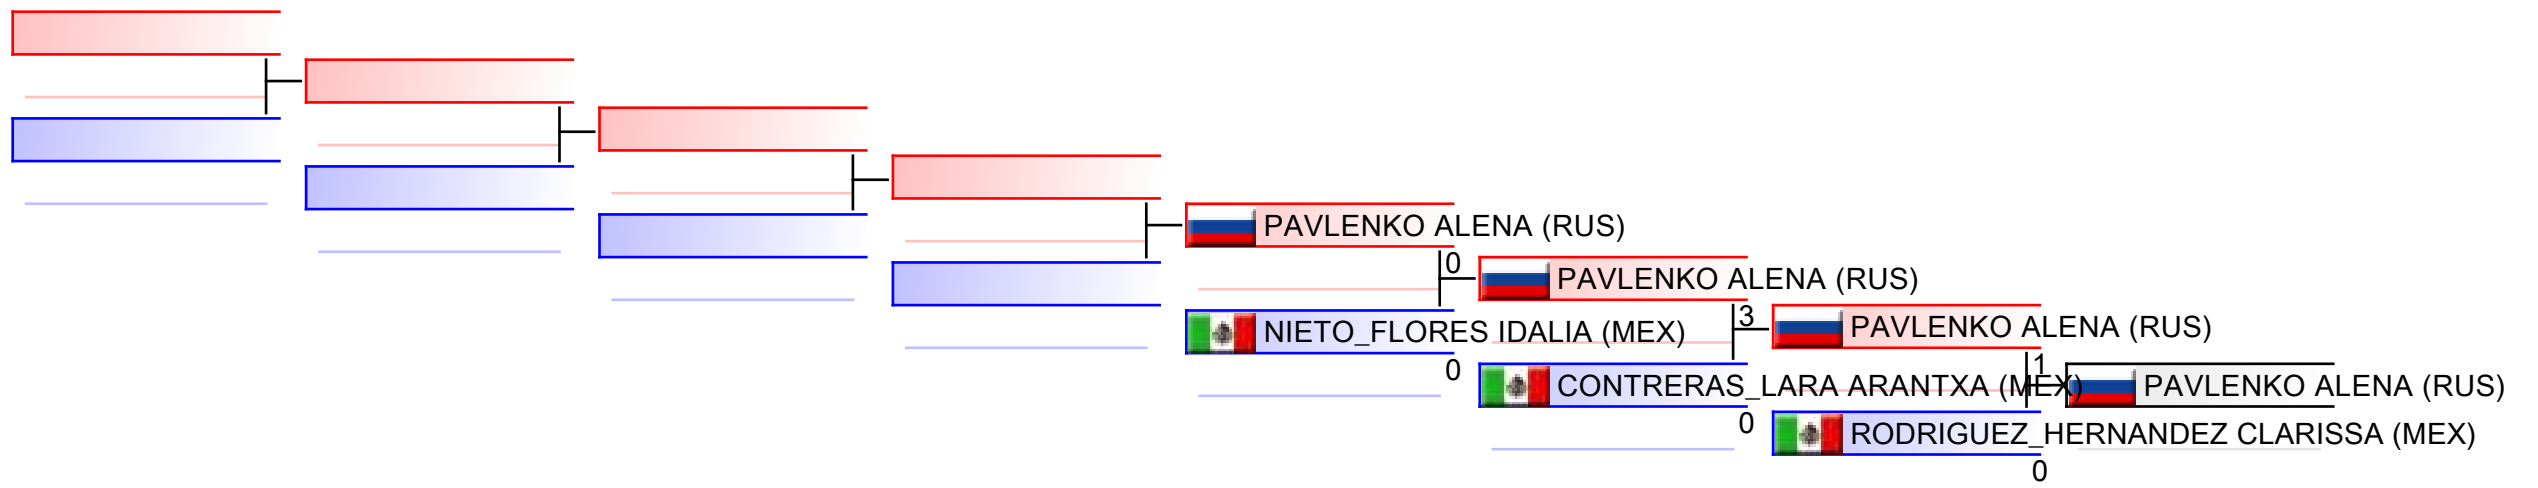 PAVLENKO ALENA (RUS)
0
PAVLENKO ALENA (RUS)
NIETO_FLORES IDALIA (MEX)
3
PAVLENKO ALENA (RUS)
0
CONTRERAS_LARA ARANTXA (MEX)
1
PAVLENKO ALENA (RUS)
0
RODRIGUEZ_HERNANDEZ CLARISSA (MEX)
0